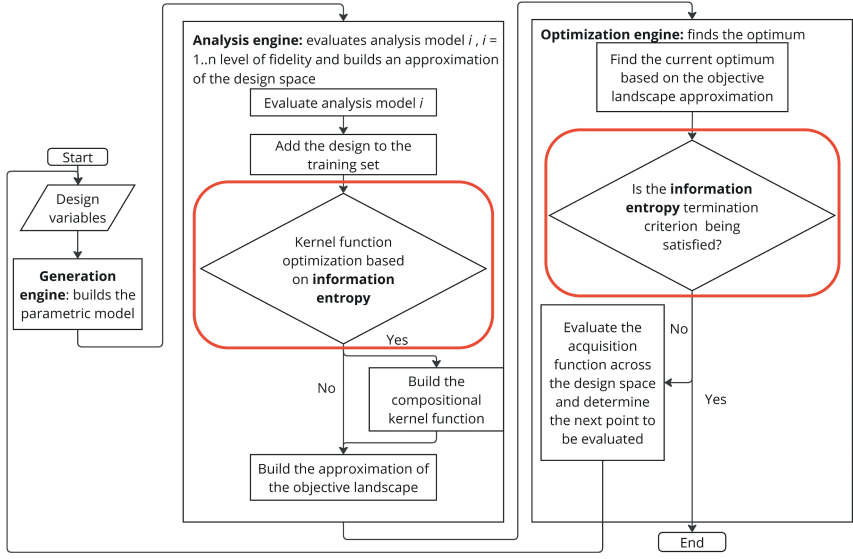 Start
Design
variables
Generation
engine: builds the
parametric model
Analysis engine: evaluates analysis model i , i =
1..n level of fidelity and builds an approximation
of the design space
Evaluate analysis model i
Add the design to the
training set
Kernel function
optimization based
on information
entropy
Yes
No
Build the
compositional
kernel function
Build the approximation of
the objective landscape
Optimization engine: finds the optimum
Find the current optimum
based on the objective
landscape approximation
Is the information
entropy termination
criterion being
satisfied?
No
Yes
Evaluate the
acquisition
function across
the design space
and determine
the next point to
be evaluated
End